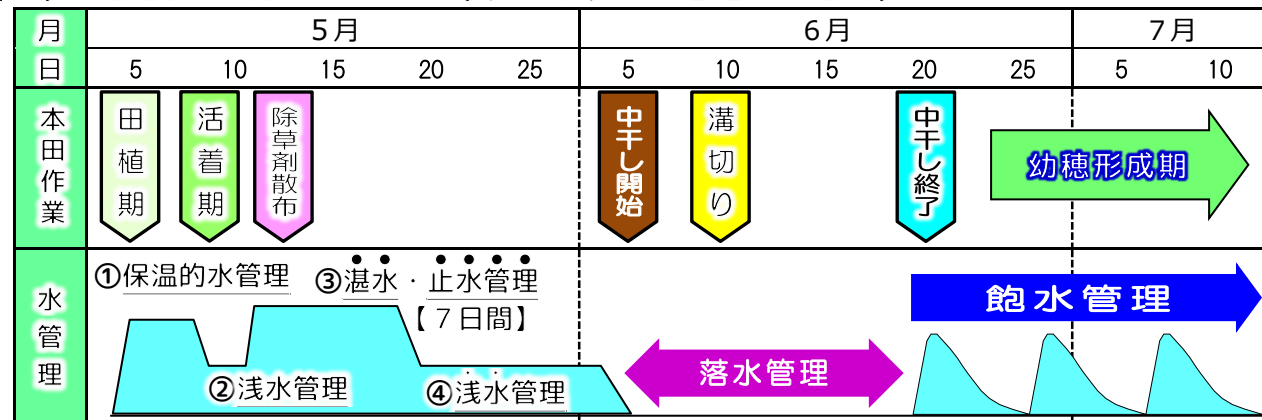 月 5月 6月 7月
日 5 10 15 20 25 5 10 15 20 25 5 10
本田作業
田植期
活着期
除草剤散布
中干し開始
溝切り
中干し終了
幼穂形成期
水管理
①保温的水管理
③湛水・止水管理
【7日間】
②浅水管理
④浅水管理
落水管理
飽水管理